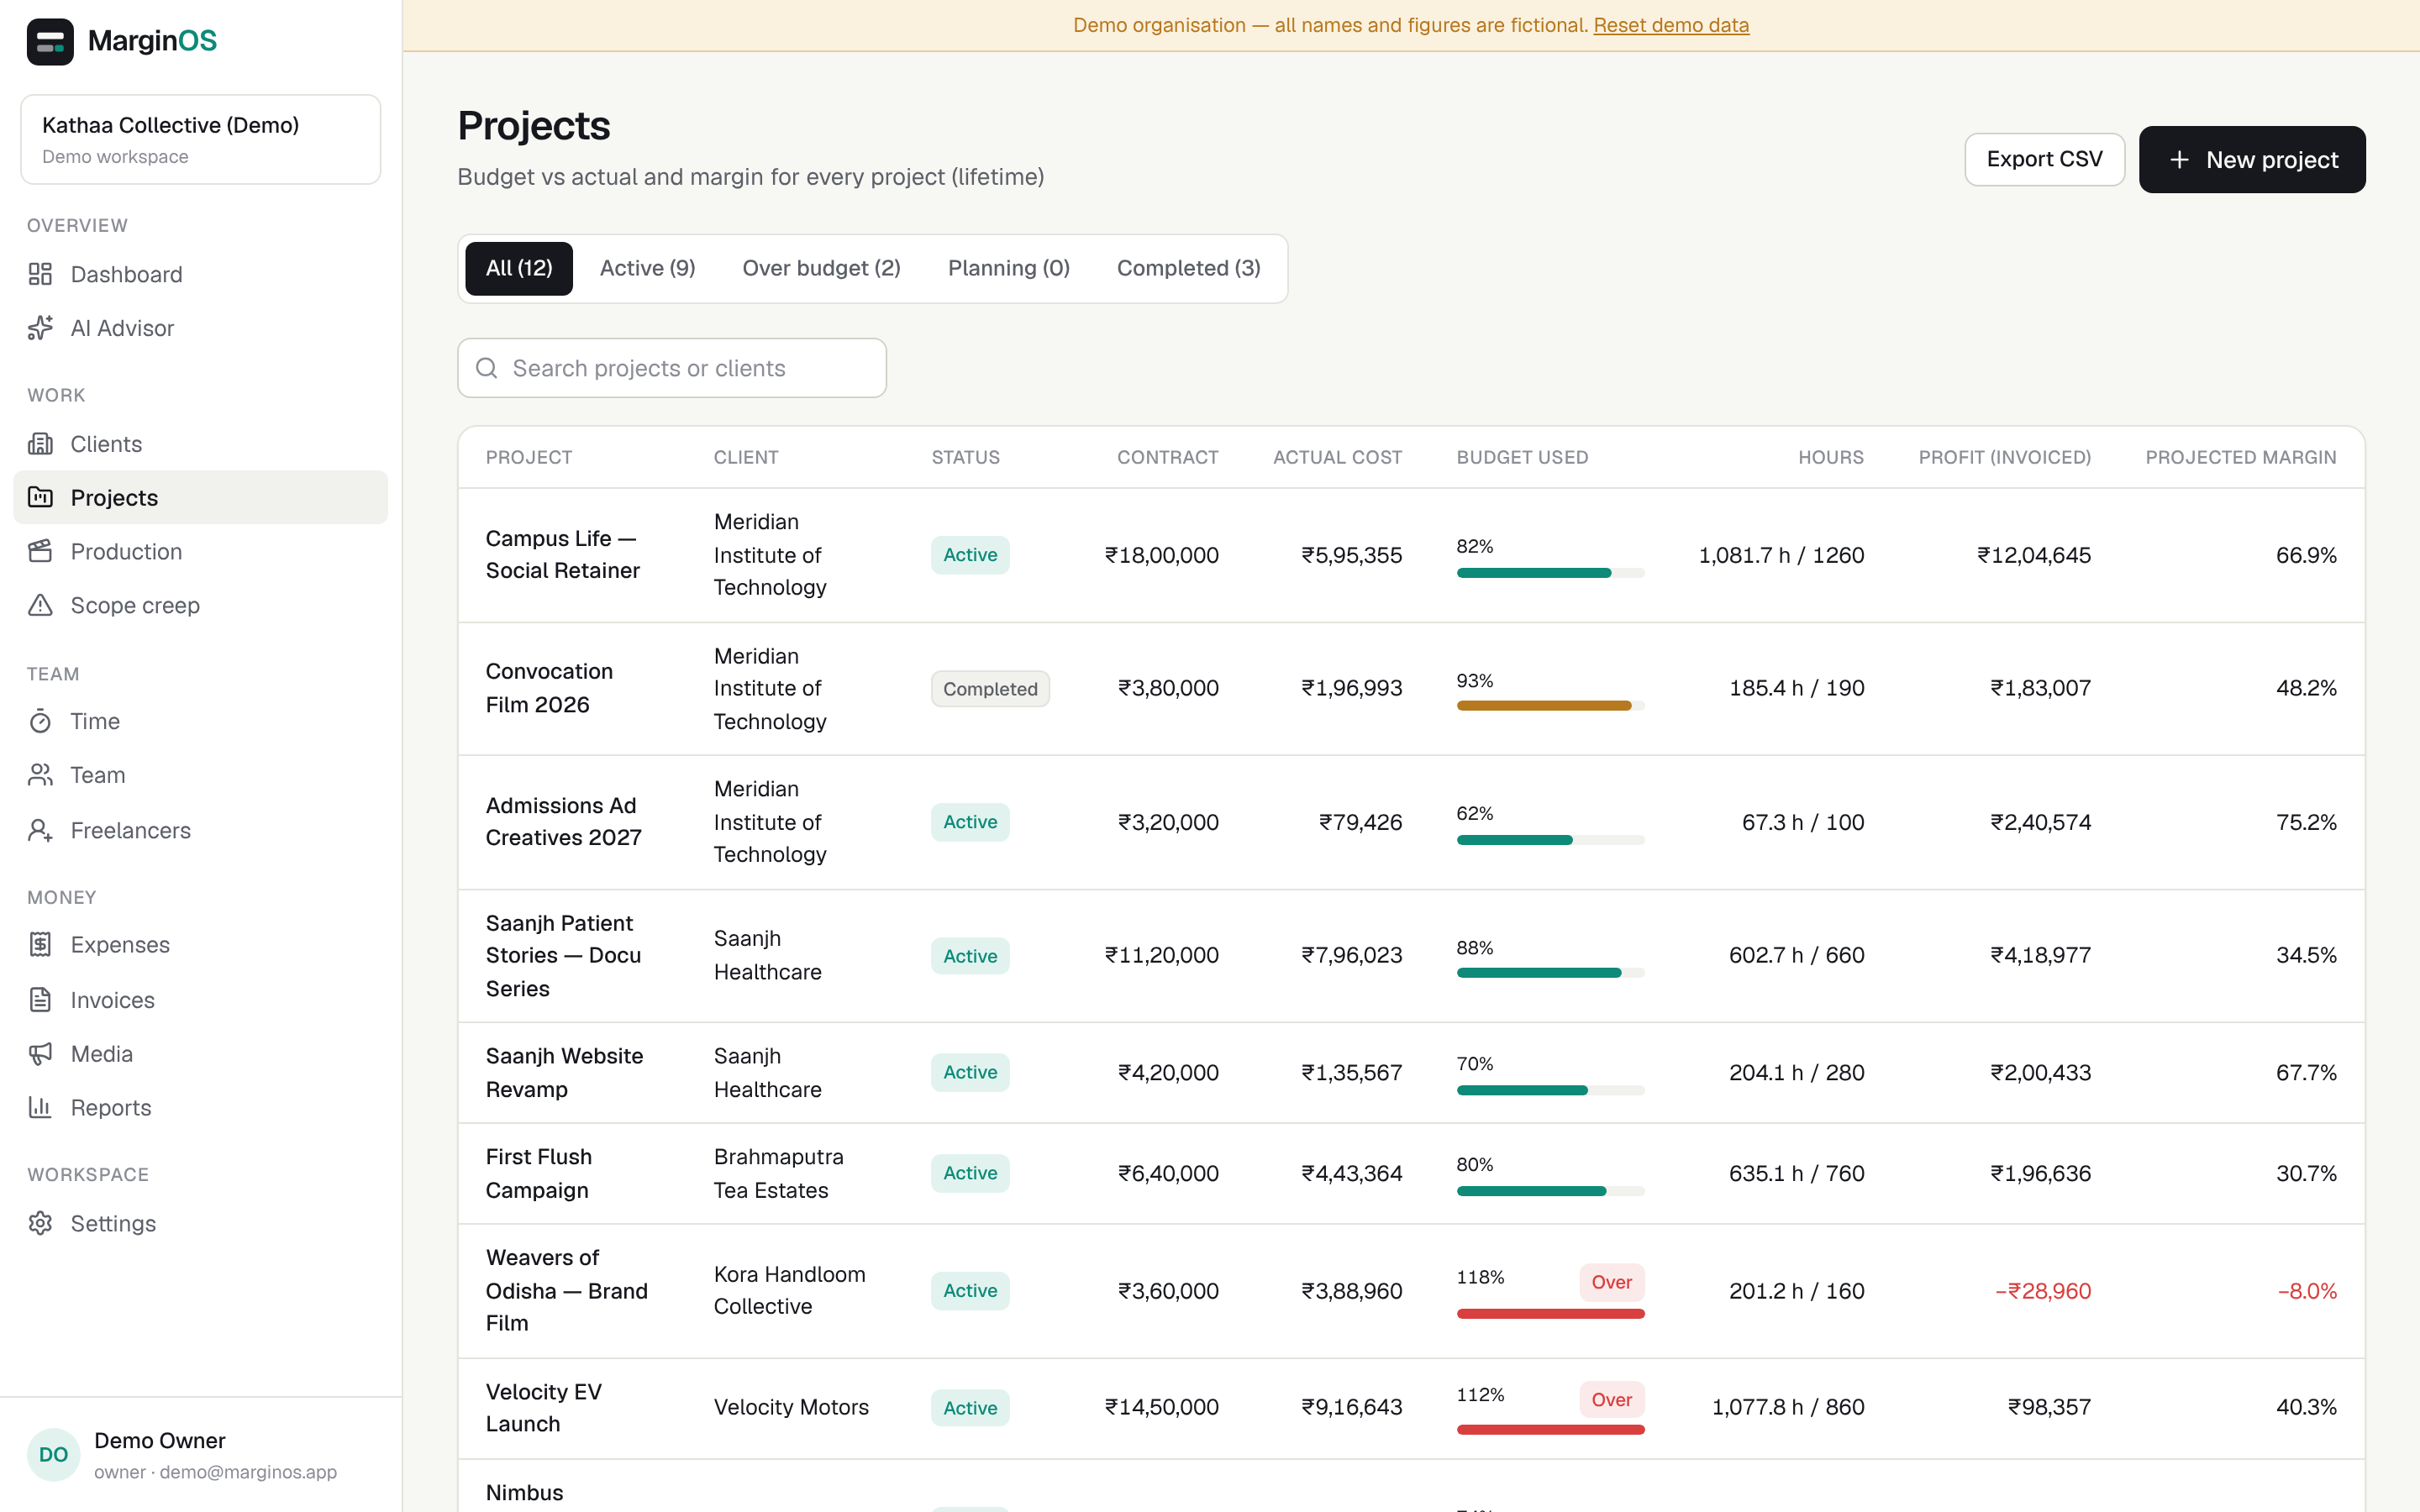 MarginOS
Kathaa Collective (Demo)
Demo workspace
OVERVIEW
Dashboard
AI Advisor
WORK
Clients
Projects
Production
Scope creep
TEAM
Time
Team
Freelancers
MONEY
Expenses
Invoices
Media
Reports
WORKSPACE
Settings
DO
Demo Owner
owner · demo@marginos.app
Demo organisation — all names and figures are fictional. Reset demo data
Projects
Budget vs actual and margin for every project (lifetime)
Export CSV
+ New project
All (12) Active (9) Over budget (2) Planning (0) Completed (3)
Search projects or clients
PROJECT CLIENT STATUS CONTRACT ACTUAL COST BUDGET USED HOURS PROFIT (INVOICED) PROJECTED MARGIN
Campus Life —
Social Retainer
Meridian
Institute of
Technology
Active ₹18,00,000 ₹5,95,355 82% 1,081.7 h / 1260 ₹12,04,645 66.9%
Convocation
Film 2026
Meridian
Institute of
Technology
Completed ₹3,80,000 ₹1,96,993 93% 185.4 h / 190 ₹1,83,007 48.2%
Admissions Ad
Creatives 2027
Meridian
Institute of
Technology
Active ₹3,20,000 ₹79,426 62% 67.3 h / 100 ₹2,40,574 75.2%
Saanjh Patient
Stories — Docu
Series
Saanjh
Healthcare
Active ₹11,20,000 ₹7,96,023 88% 602.7 h / 660 ₹4,18,977 34.5%
Saanjh Website
Revamp
Saanjh
Healthcare
Active ₹4,20,000 ₹1,35,567 70% 204.1 h / 280 ₹2,00,433 67.7%
First Flush
Campaign
Brahmaputra
Tea Estates
Active ₹6,40,000 ₹4,43,364 80% 635.1 h / 760 ₹1,96,636 30.7%
Weavers of
Odisha — Brand
Film
Kora Handloom
Collective
Active ₹3,60,000 ₹3,88,960 118% Over 201.2 h / 160 −₹28,960 −8.0%
Velocity EV
Launch
Velocity Motors
Active ₹14,50,000 ₹9,16,643 112% Over 1,077.8 h / 860 ₹98,357 40.3%
Nimbus